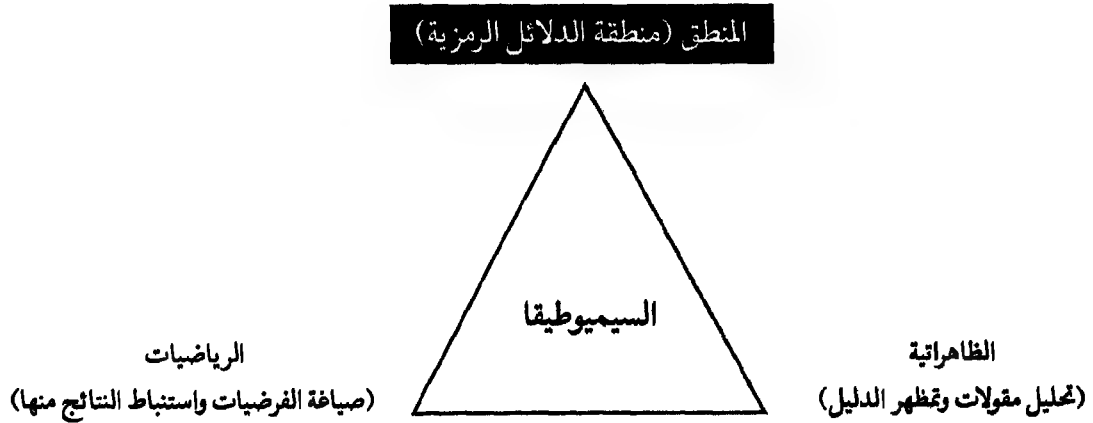 المنطق (منطقة الدلائل الرمزية)
السيميوطيقا
الظاهراتية
(تحليل مقولات وتمظهر الدليل)
الرياضيات
(صياغة الفرضيات واستنباط النتائج منها)